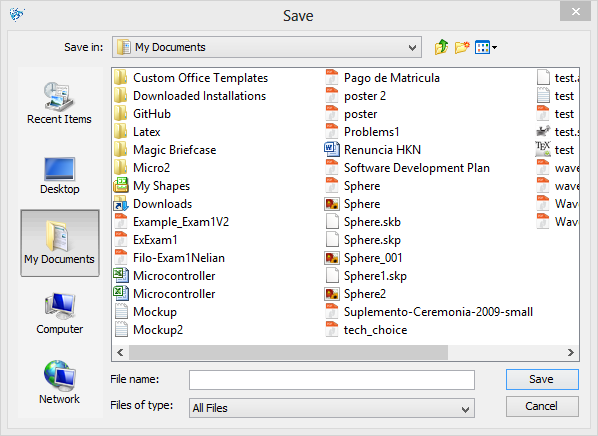 Save
Save in:
My Documents
Recent Items
Desktop
My Documents
Computer
Network
Custom Office Templates
Downloaded Installations
GitHub
Latex
Magic Briefcase
Micro2
My Shapes
Downloads
Example_Exam1V2
ExExam1
Filo-Exam1Nelian
Microcontroller
Microcontroller
Mockup
Mockup2
Pago de Matricula
poster 2
poster
Problems1
Renuncia HKN
Software Development Plan
Sphere
Sphere
Sphere.skb
Sphere.skp
Sphere_001
Sphere1.skp
Sphere2
Suplemento-Ceremonia-2009-small
tech_choice
test.a
test
test
test.s
test
wave
wave
Wav
Wav
File name:
Save
Files of type:
All Files
Cancel